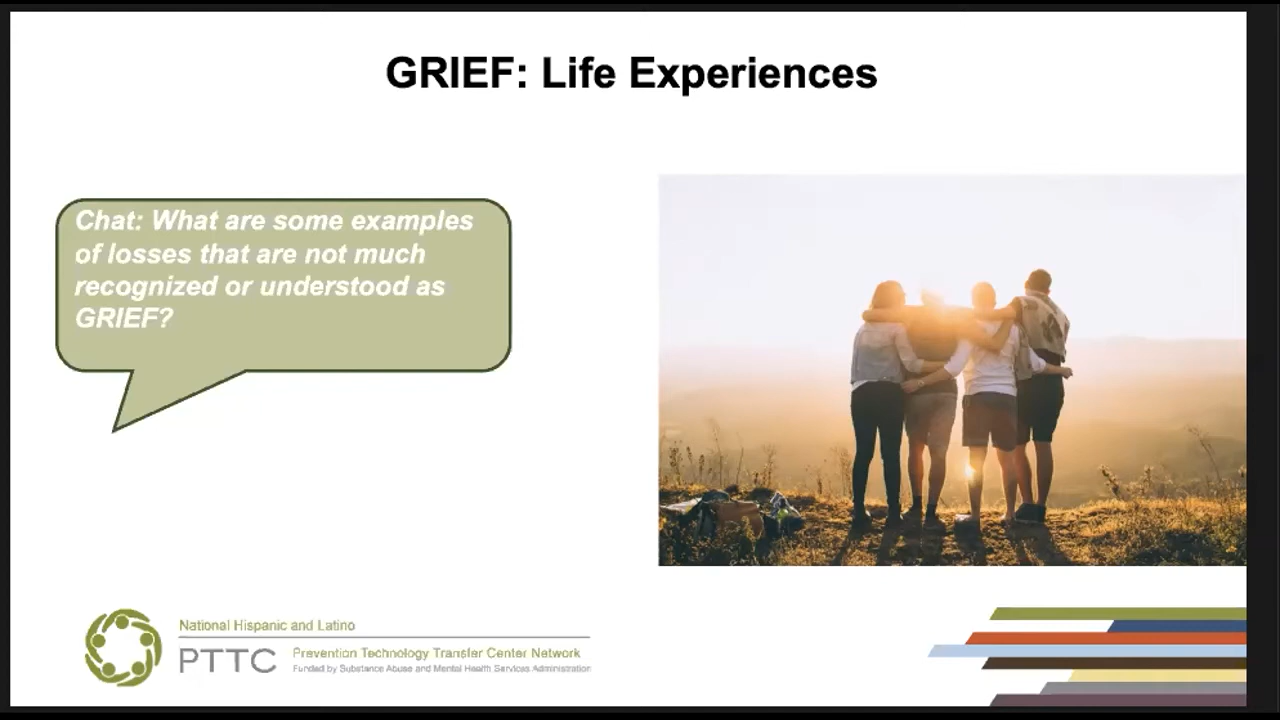 GRIEF: Life Experiences
Chat: What are some examples
of losses that are not much
recognized or understood as
GRIEF?
National Hispanic and Latino
PTTC
Prevention Technology Transfer Center Network
Funded by Substance Abuse and Mental Health Services Administration